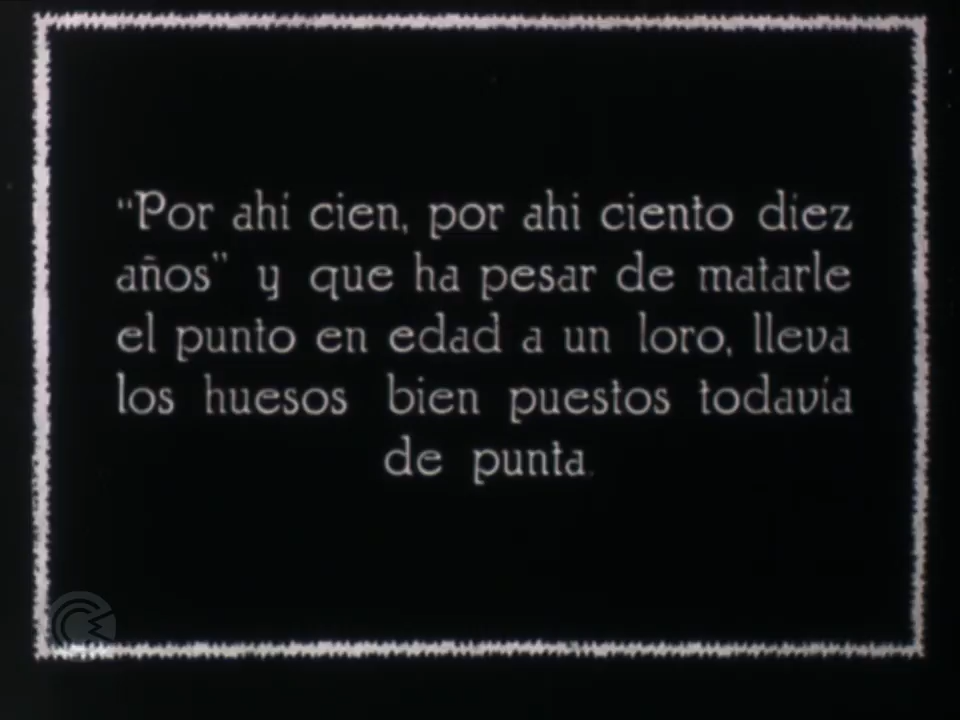 "Por ahi cien, por ahi ciento diez
años" y que ha pesar de matarle
el punto en edad a un loro, lleva
los huesos bien puestos todavía
de punta.